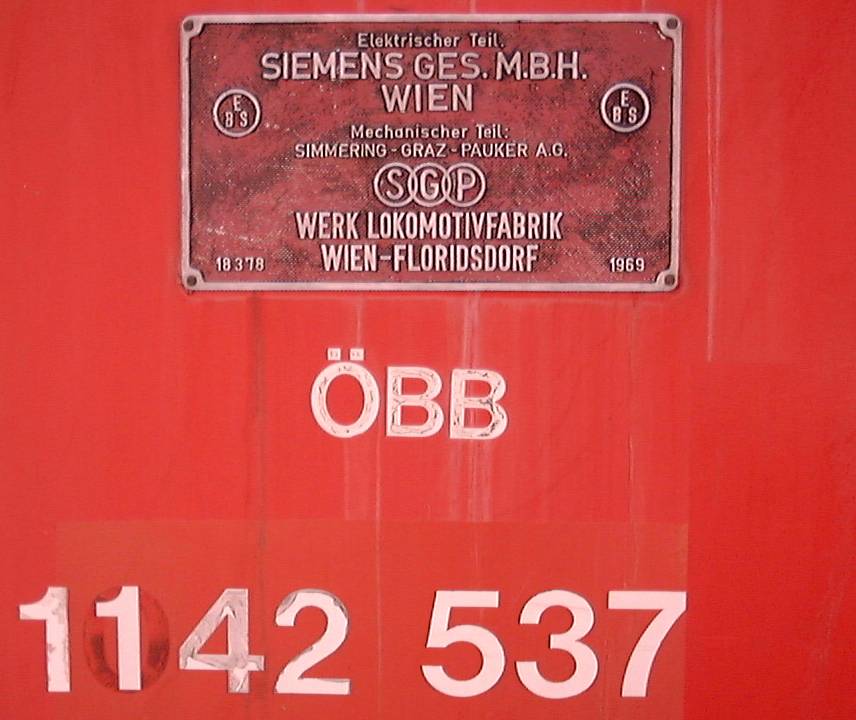 Elektrischer Teil.
SIEMENS GES. M.B.H.
WIEN
E
B S
E
B S
Mechanischer Teil:
SIMMERING - GRAZ - PAUKER A.G.
SGP
WERK LOKOMOTIVFABRIK
WIEN-FLORIDSDORF
18378
1969
ÖBB
1142 537